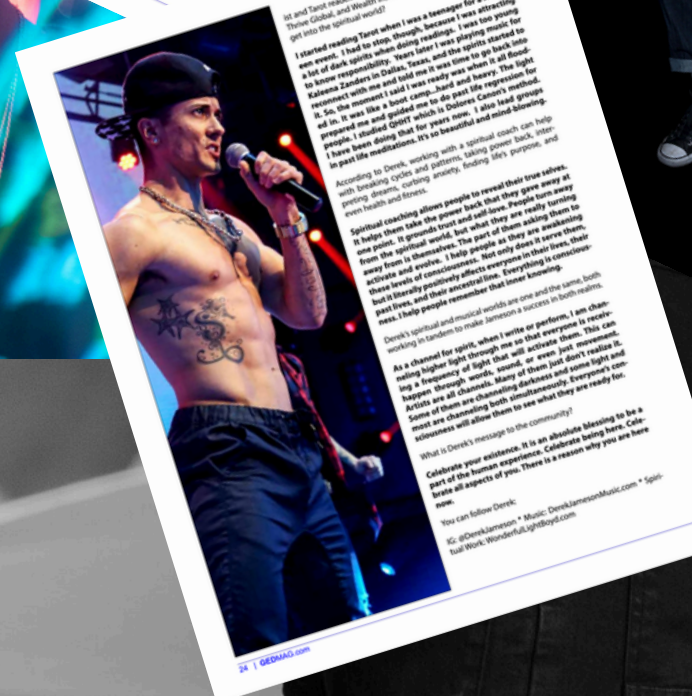 ist and Tarot reader
Thrive Global, and Wealth
get into the spiritual world?
I started reading Tarot when I was a teenager for a
een event. I had to stop, though, because I was attracting
a lot of dark spirits when doing readings. I was too young
to know responsibility. Years later I was playing music for
Kaleena Zanders in Dallas, Texas, and the spirits started to
reconnect with me and told me it was time to go back into
it. So, the moment I said I was ready was when it all flood-
ed in. It was like a boot camp...hard and heavy. The light
prepared me and guided me to do past life regression for
people. I studied QHHT which is Dolores Canon's method.
I have been doing that for years now. I also lead groups
in past life meditations. It's so beautiful and mind-blowing.
According to Derek, working with a spiritual coach can help
with breaking cycles and patterns, taking power back, inter-
preting dreams, curbing anxiety, finding life's purpose, and
even health and fitness.
Spiritual coaching allows people to reveal their true selves.
It helps them take the power back that they gave away at
one point. It grounds trust and self-love. People turn away
from the spiritual world, but what they are really turning
away from is themselves. The part of them asking them to
activate and evolve. I help people as they are awakening
these levels of consciousness. Not only does it serve them,
but it literally positively affects everyone in their lives, their
past lives, and their ancestral line. Everything is conscious-
ness. I help people remember that inner knowing.
Derek's spiritual and musical worlds are one and the same, both
working in tandem to make Jameson a success in both realms.
As a channel for spirit, when I write or perform, I am chan-
neling higher light through me so that everyone is receiv-
ing a frequency of light that will activate them. This can
happen through words, sound, or even just movement.
Artists are all channels. Many of them just don't realize it.
Some of them are channeling darkness and some light and
most are channeling both simultaneously. Everyone's con-
sciousness will allow them to see what they are ready for.
What is Derek's message to the community?
Celebrate your existence. It is an absolute blessing to be a
part of the human experience. Celebrate being here. Cele-
brate all aspects of you. There is a reason why you are here
now.
You can follow Derek:
IG: @DerekJameson * Music: DerekJamesonMusic.com * Spiri-
tual Work: WonderfulLightBoyd.com
24 | GEDMAG.com